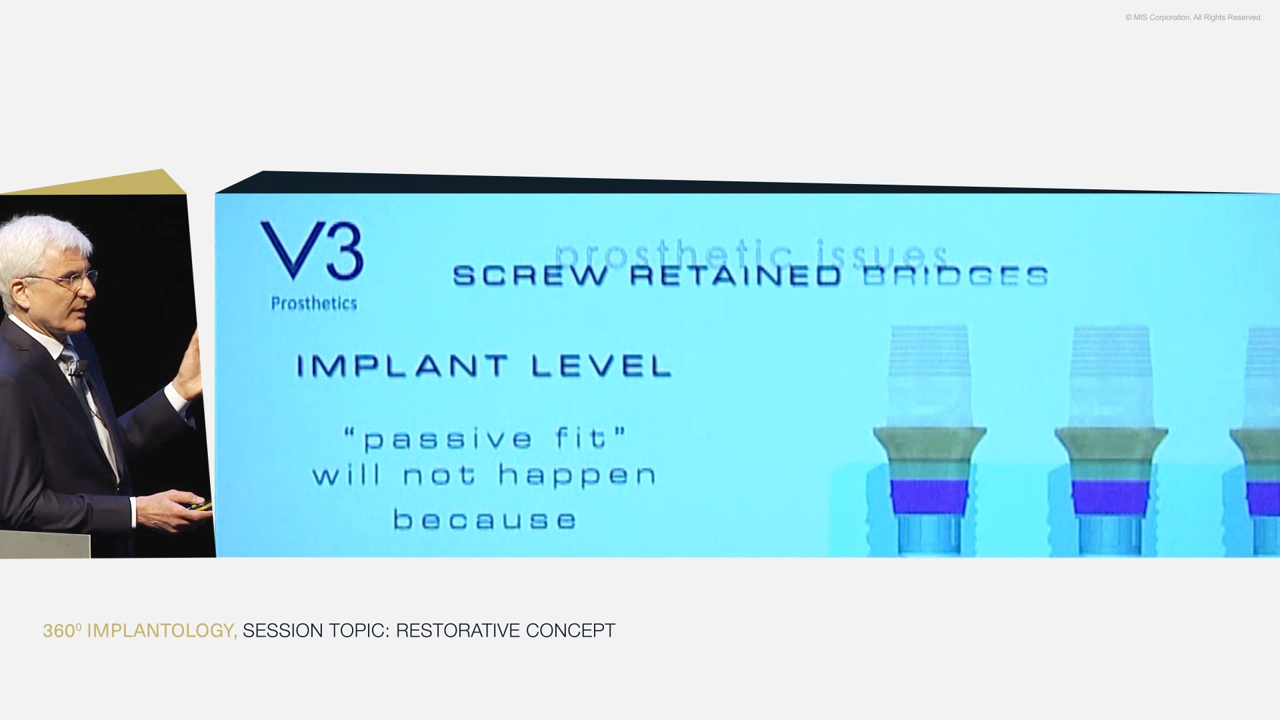 © MIS Corporation. All Rights Reserved
V3
Prosthetics
prosthetic issues
SCREW RETAINED BRIDGES
IMPLANT LEVEL
“passive fit”
will not happen
because
360⁰ IMPLANTOLOGY, SESSION TOPIC: RESTORATIVE CONCEPT